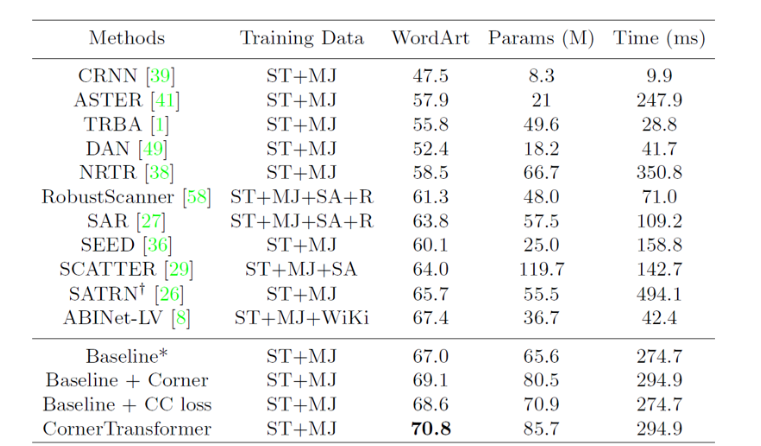 Methods Training Data WordArt Params (M) Time (ms)
CRNN [39] ST+MJ 47.5 8.3 9.9
ASTER [41] ST+MJ 57.9 21 247.9
TRBA [1] ST+MJ 55.8 49.6 28.8
DAN [49] ST+MJ 52.4 18.2 41.7
NRTR [38] ST+MJ 58.5 66.7 350.8
RobustScanner [58] ST+MJ+SA+R 61.3 48.0 71.0
SAR [27] ST+MJ+SA+R 63.8 57.5 109.2
SEED [36] ST+MJ 60.1 25.0 158.8
SCATTER [29] ST+MJ+SA 64.0 119.7 142.7
SATRN† [26] ST+MJ 65.7 55.5 494.1
ABINet-LV [8] ST+MJ+WiKi 67.4 36.7 42.4
Baseline* ST+MJ 67.0 65.6 274.7
Baseline + Corner ST+MJ 69.1 80.5 294.9
Baseline + CC loss ST+MJ 68.6 70.9 274.7
CornerTransformer ST+MJ 70.8 85.7 294.9